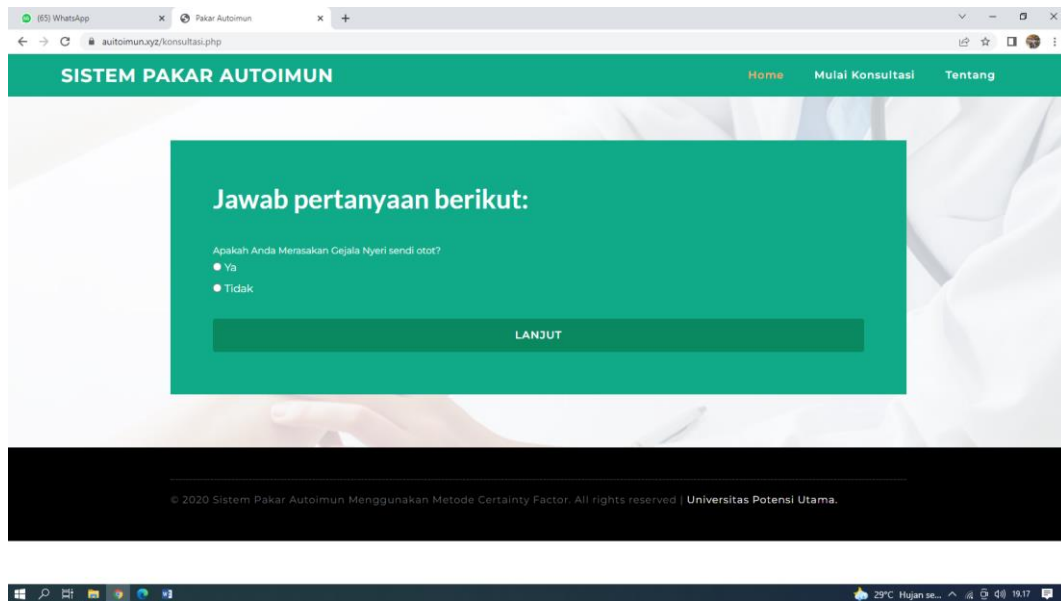 (65) WhatsApp
Pakar Autoimun
auitoimun.xyz/konsultasi.php
SISTEM PAKAR AUTOIMUN
Home Mulai Konsultasi Tentang
Jawab pertanyaan berikut:
Apakah Anda Merasakan Gejala Nyeri sendi otot?
Ya
Tidak
LANJUT
© 2020 Sistem Pakar Autoimun Menggunakan Metode Certainty Factor. All rights reserved | Universitas Potensi Utama.
29°C Hujan se... 19.17